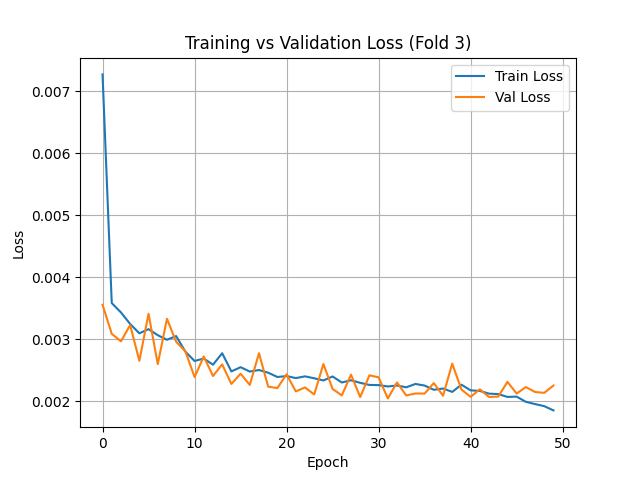 Training vs Validation Loss (Fold 3)
Train Loss
Val Loss
0.007
0.006
0.005
0.004
0.003
0.002
Loss
0 10 20 30 40 50
Epoch